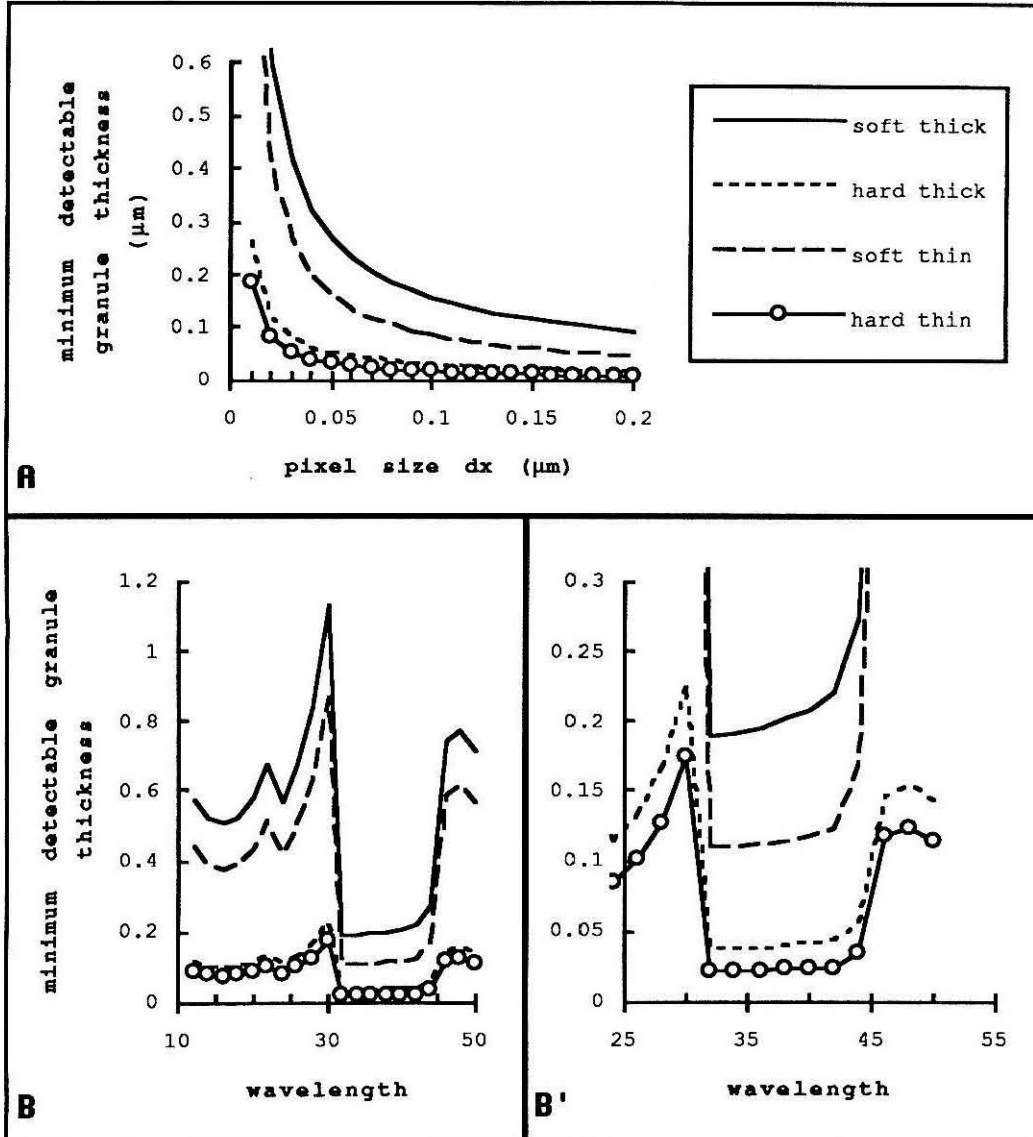 minimum detectable
granule thickness
(µm)
0.6
0.5
0.4
0.3
0.2
0.1
0
0
0.05
0.1
0.15
0.2
pixel size dx (µm)
A
soft thick
hard thick
soft thin
hard thin
minimum detectable granule
thickness
1.2
1
0.8
0.6
0.4
0.2
0
10
30
50
wavelength
B
0.3
0.25
0.2
0.15
0.1
0.05
0
25
35
45
55
wavelength
B'